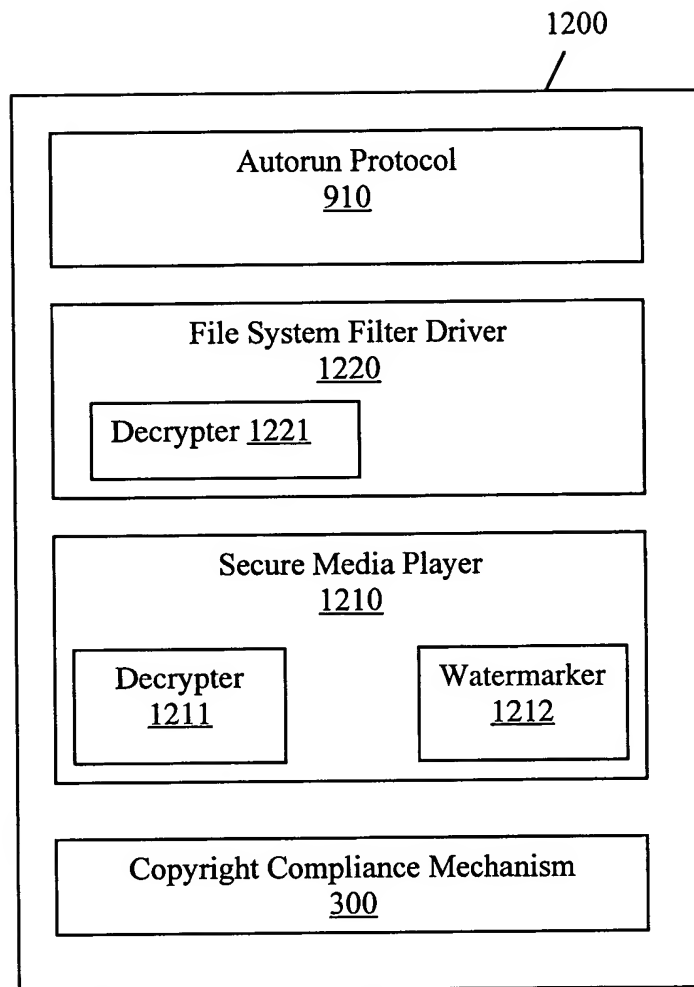 1200
Autorun Protocol
910
File System Filter Driver
1220
Decrypter 1221
Secure Media Player
1210
Decrypter
1211
Watermarker
1212
Copyright Compliance Mechanism
300